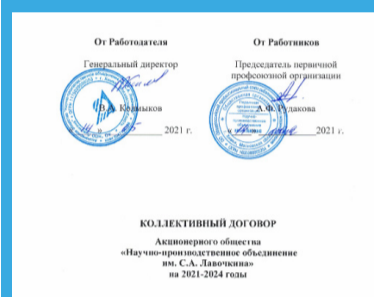 От Работодателя
От Работников
Генеральный директор
Председатель первичной
профсоюзной организации
В.А. Колмыков
А.Ф. Рудакова
2021 г.
2021 г.
КОЛЛЕКТИВНЫЙ ДОГОВОР
Акционерного общества
«Научно-производственное объединение
им. С.А. Лавочкина»
на 2021-2024 годы